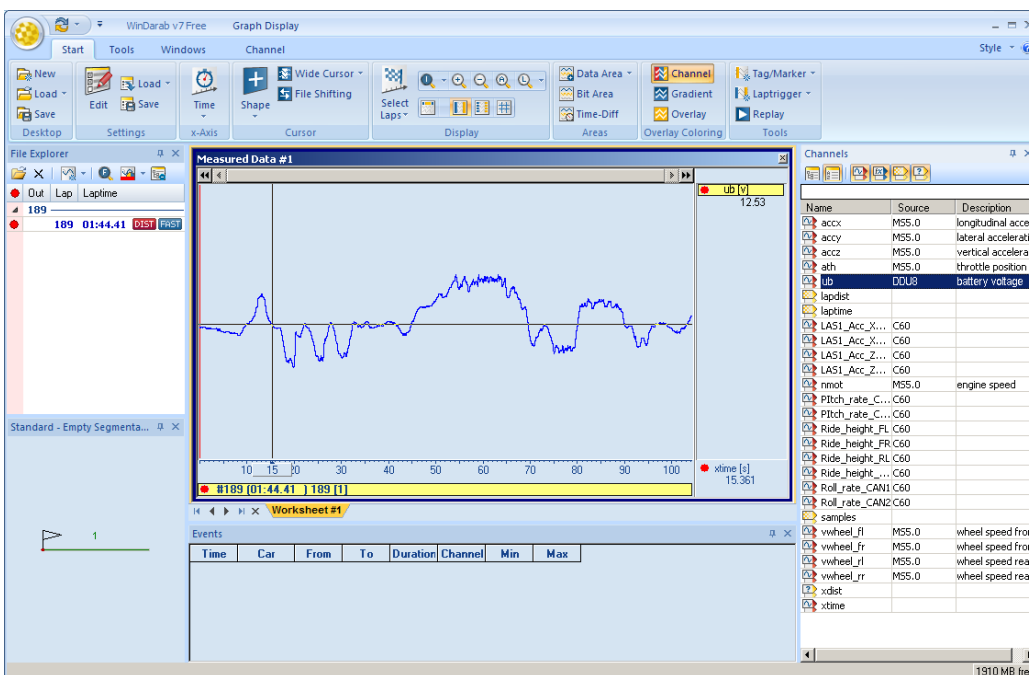 WinDarab v7 Free Graph Display
Start Tools Windows Channel Style
New
Load
Save
Desktop
Edit
Load
Save
Settings
Time
x-Axis
Shape
Wide Cursor
File Shifting
Cursor
Select
Laps
Display
Data Area
Bit Area
Time-Diff
Areas
Channel
Gradient
Overlay
Overlay Coloring
Tag/Marker
Laptrigger
Replay
Tools
File Explorer
Out Lap Laptime
189
189 01:44.41 DIST FAST
Standard - Empty Segmenta...
1
Measured Data #1
ub [V]
12.53
10 15 20 30 40 50 60 70 80 90 100
xtime [s]
15.361
#189 (01:44.41 ) 189 [1]
Worksheet #1
Events
Time Car From To Duration Channel Min Max
Channels
Name Source Description
accx MS5.0 longitudinal acce
accy MS5.0 lateral accelerati
accz MS5.0 vertical accelera
ath MS5.0 throttle position
ub DDU8 battery voltage
lapdist
laptime
LAS1_Acc_X... C60
LAS1_Acc_X... C60
LAS1_Acc_Z... C60
LAS1_Acc_Z... C60
nmot MS5.0 engine speed
PItch_rate_C... C60
PItch_rate_C... C60
Ride_height_FL C60
Ride_height_FR C60
Ride_height_RL C60
Ride_height_... C60
Roll_rate_CAN1 C60
Roll_rate_CAN2 C60
samples
vwheel_fl MS5.0 wheel speed fron
vwheel_fr MS5.0 wheel speed fron
vwheel_rl MS5.0 wheel speed rea
vwheel_rr MS5.0 wheel speed rea
xdist
xtime
1910 MB fre